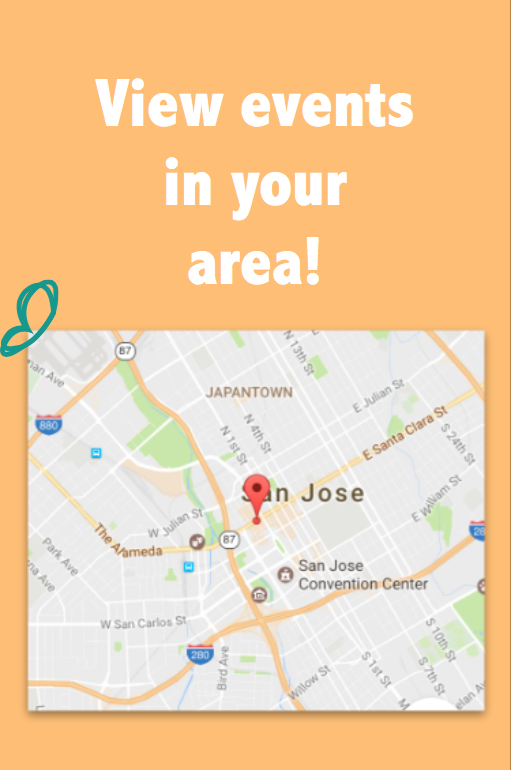 View events
in your
area!
87
N 13th St
JAPANTOWN
E Julian St
880
N 4th St
N 1st St
E Santa Clara St
S 24th St
San Jose
E William St
W Julian St
The Alameda
87
Park Ave
San Jose
Convention Center
W San Carlos St
280
Bird Ave
Willow St
S 1st St
S 7th St
S 10th St